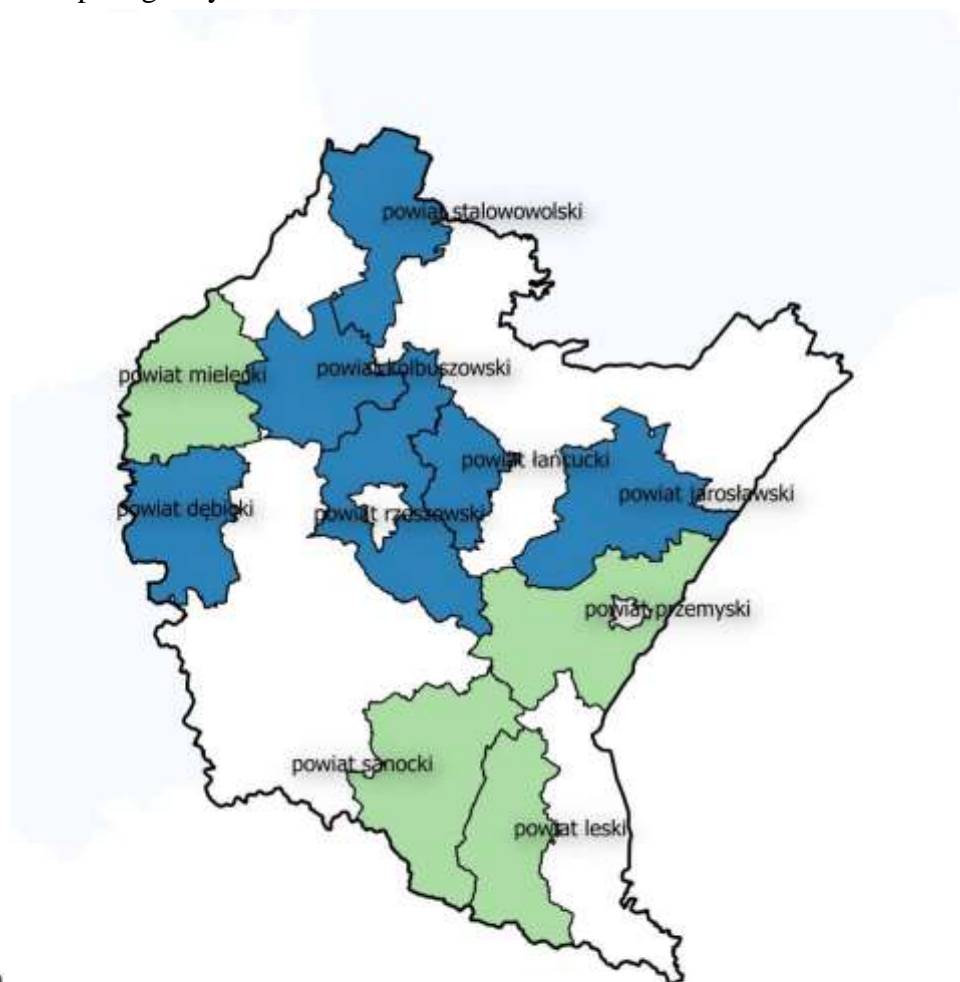 powiat stalowowolski
powiat kolbuszowski
powiat mielecki
powiat łańcucki
powiat jarosławski
powiat dębicki
powiat rzeszowski
powiat przemyski
powiat sanocki
powiat leski